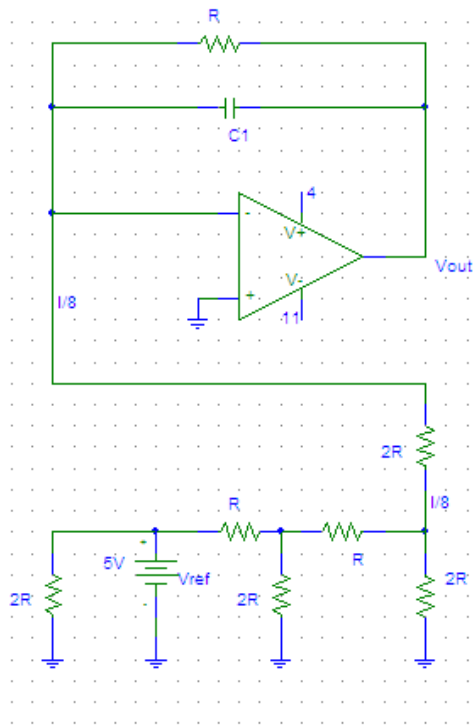 R
C1
-
4
V+
V-
+
11
Vout
I/8
2R
I/8
R
R
+
5V
Vref
-
2R
2R
2R